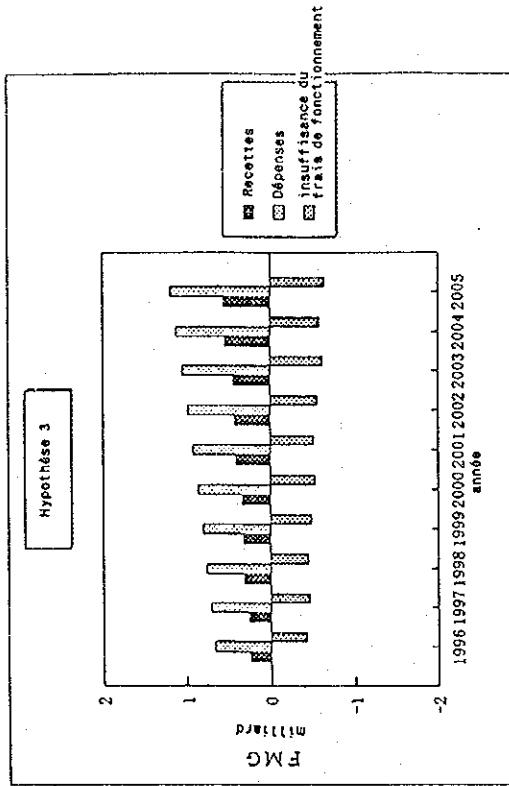 Hypothèse 3
2
1
0
-1
-2
milliard
FMG
1996 1997 1998 1999 2000 2001 2002 2003 2004 2005
année
Recettes
Dépenses
insuffisance du
frais de fonctionnement